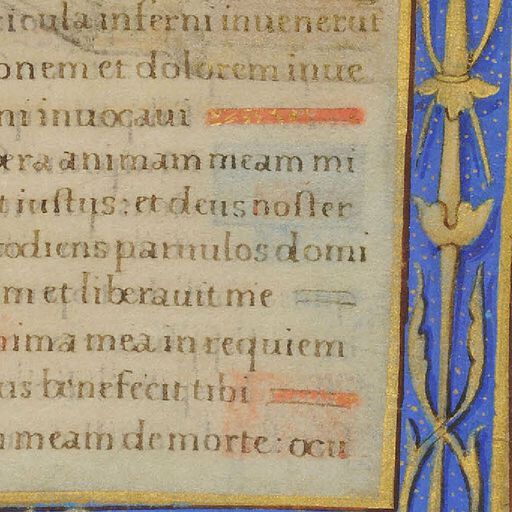 icula inferni inuenerut
onem et dolorem inue
ni inuocaui
era animam meam mi
t iustus: et deus noster
odiens paruulos domi
m et liberauit me
nima mea in requiem
us benefecit tibi
meam de morte: ocu